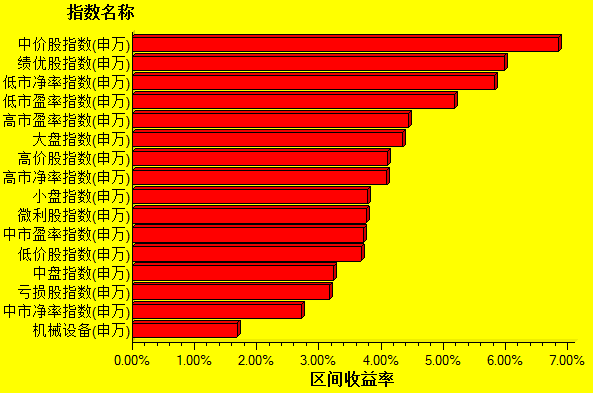 指数名称
中价股指数(申万)
绩优股指数(申万)
低市净率指数(申万)
低市盈率指数(申万)
高市盈率指数(申万)
大盘指数(申万)
高价股指数(申万)
高市净率指数(申万)
小盘指数(申万)
微利股指数(申万)
中市盈率指数(申万)
低价股指数(申万)
中盘指数(申万)
亏损股指数(申万)
中市净率指数(申万)
机械设备(申万)
0.00% 1.00% 2.00% 3.00% 4.00% 5.00% 6.00% 7.00%
区间收益率